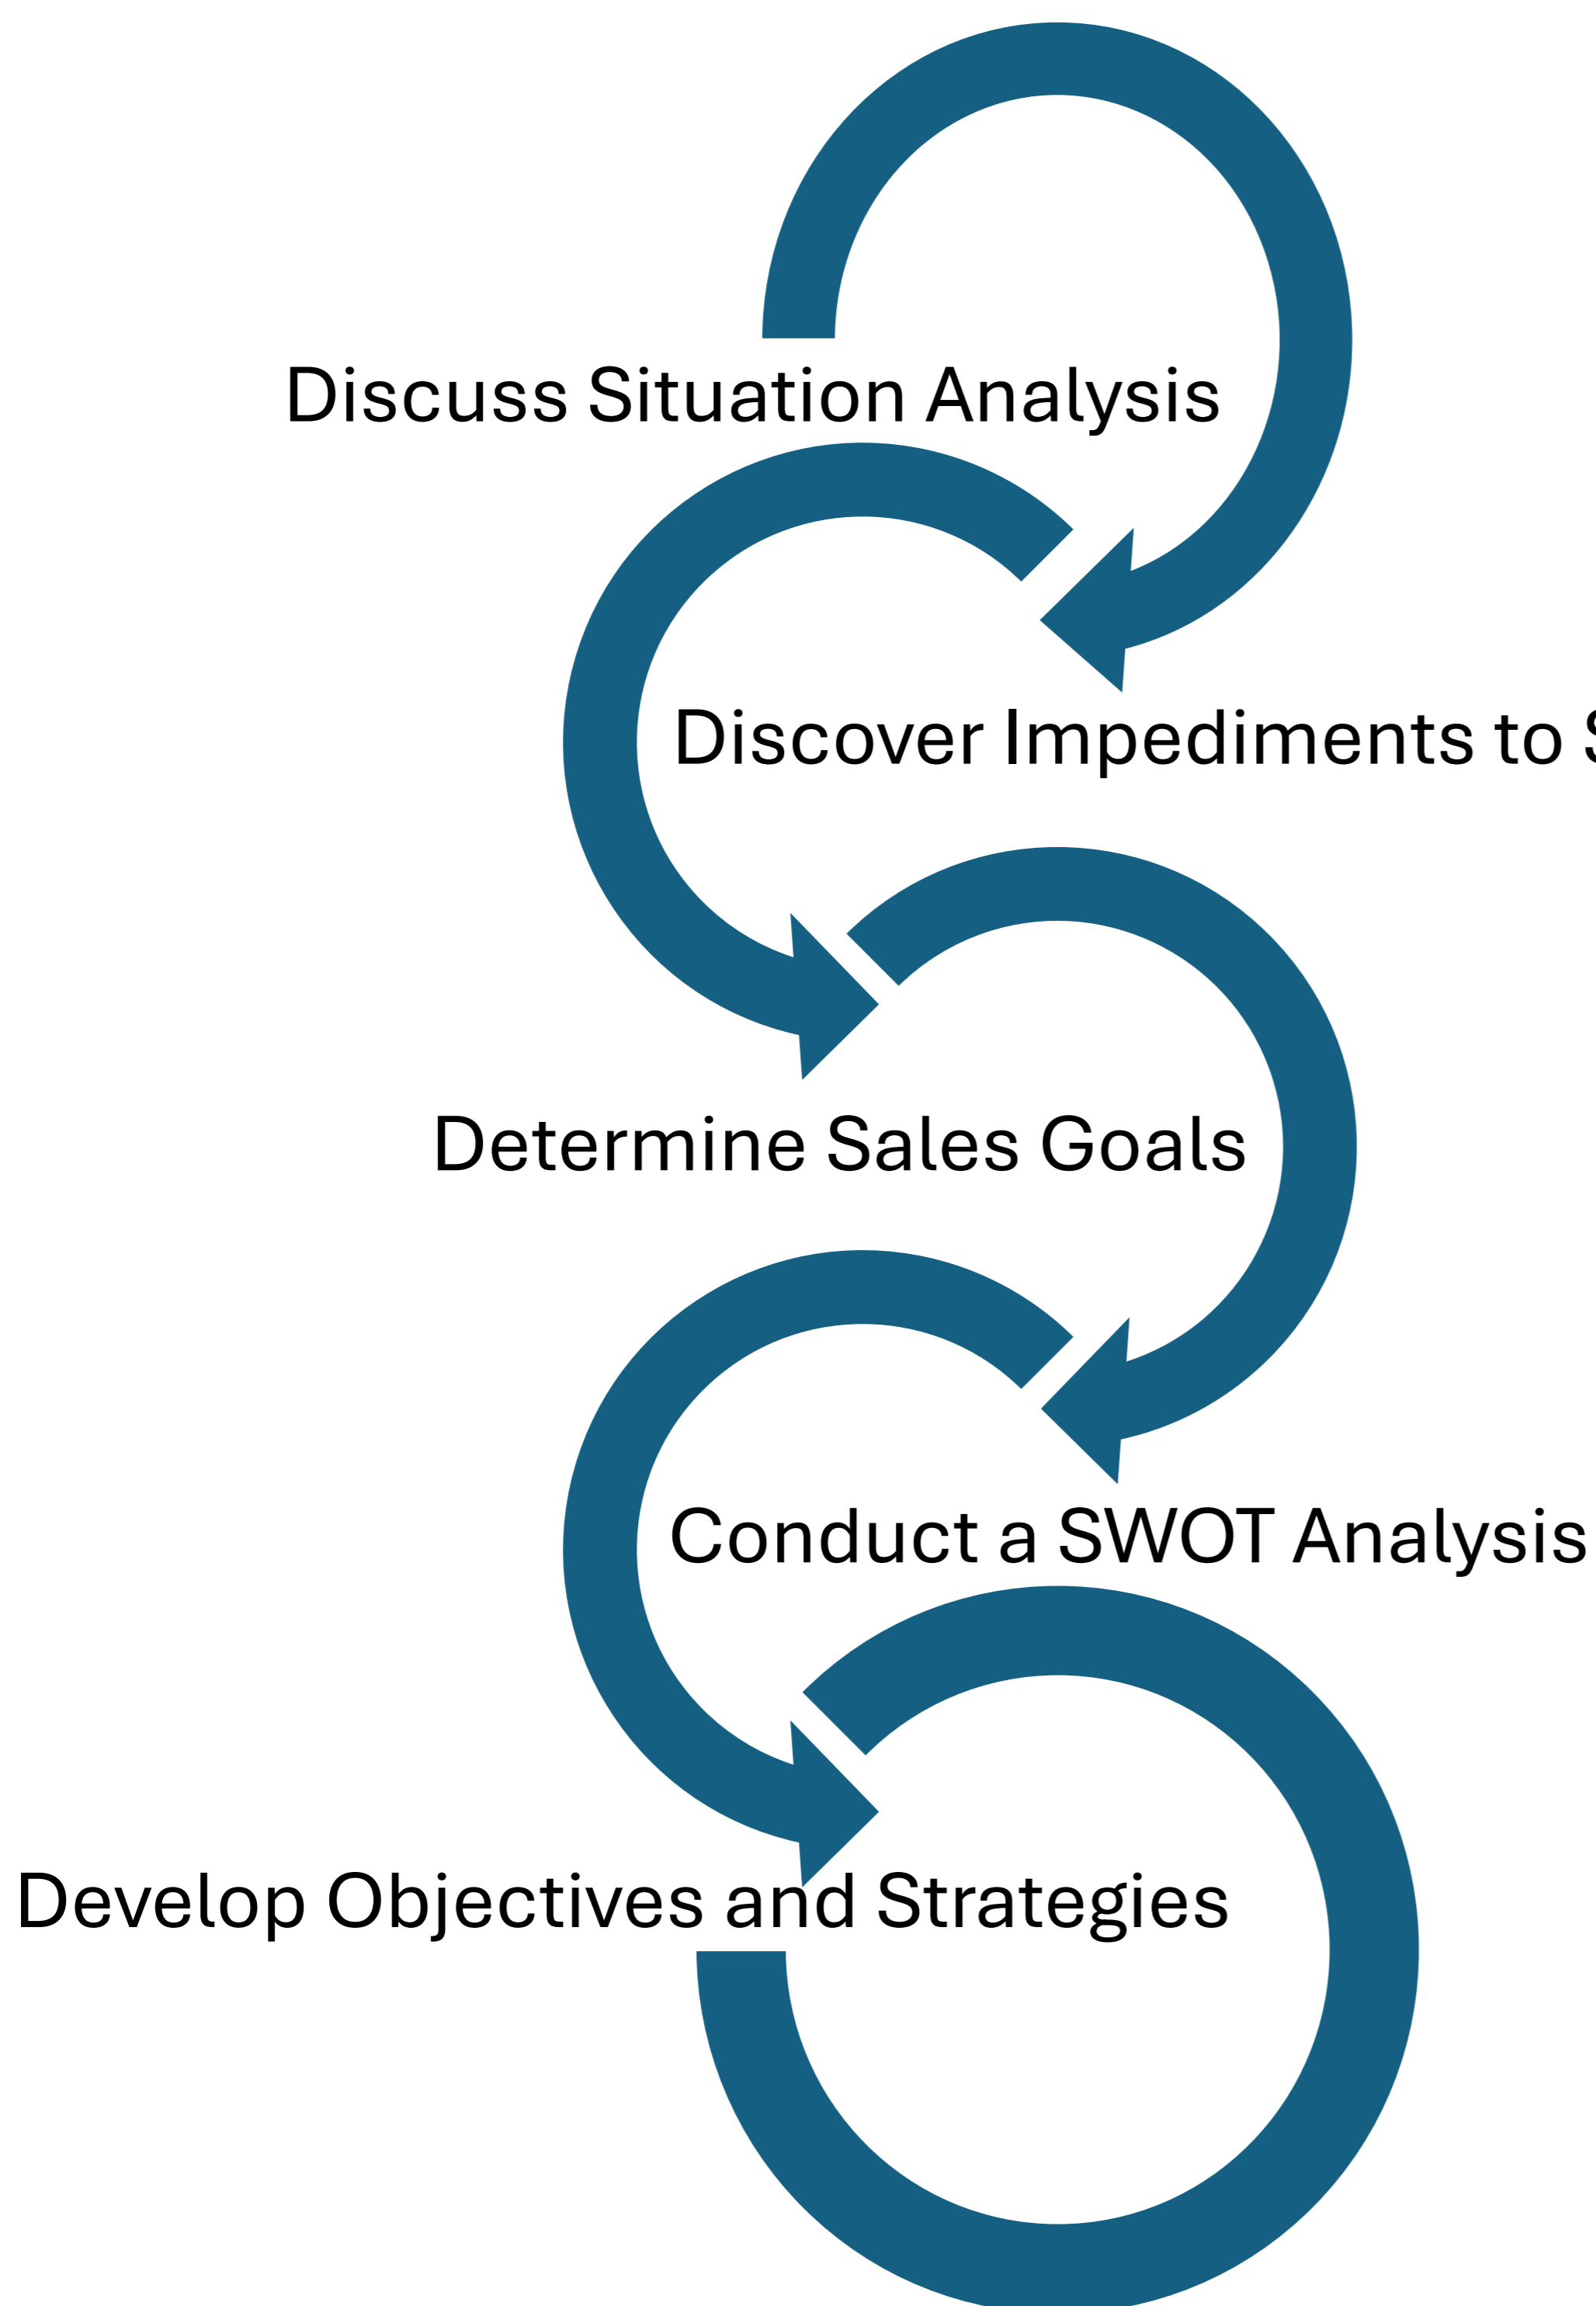 Discuss Situation Analysis
Discover Impediments to
Determine Sales Goals
Conduct a SWOT Analysis
Develop Objectives and Strategies